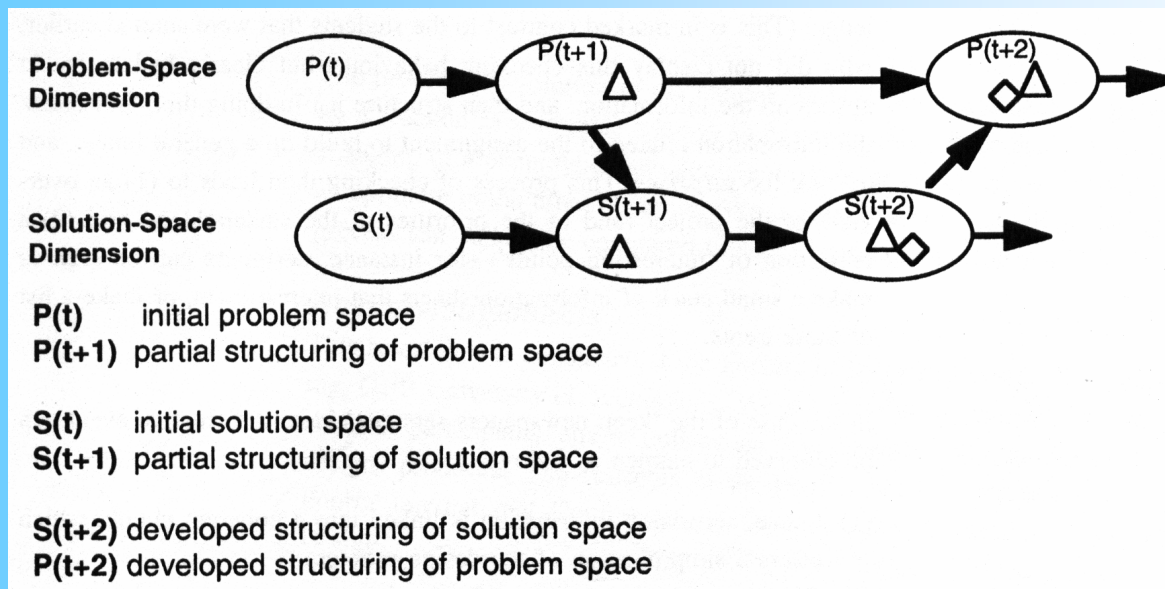 Problem-Space
Dimension
P(t)
P(t+1)
P(t+2)
Solution-Space
Dimension
S(t)
S(t+1)
S(t+2)
P(t) initial problem space
P(t+1) partial structuring of problem space
S(t) initial solution space
S(t+1) partial structuring of solution space
S(t+2) developed structuring of solution space
P(t+2) developed structuring of problem space